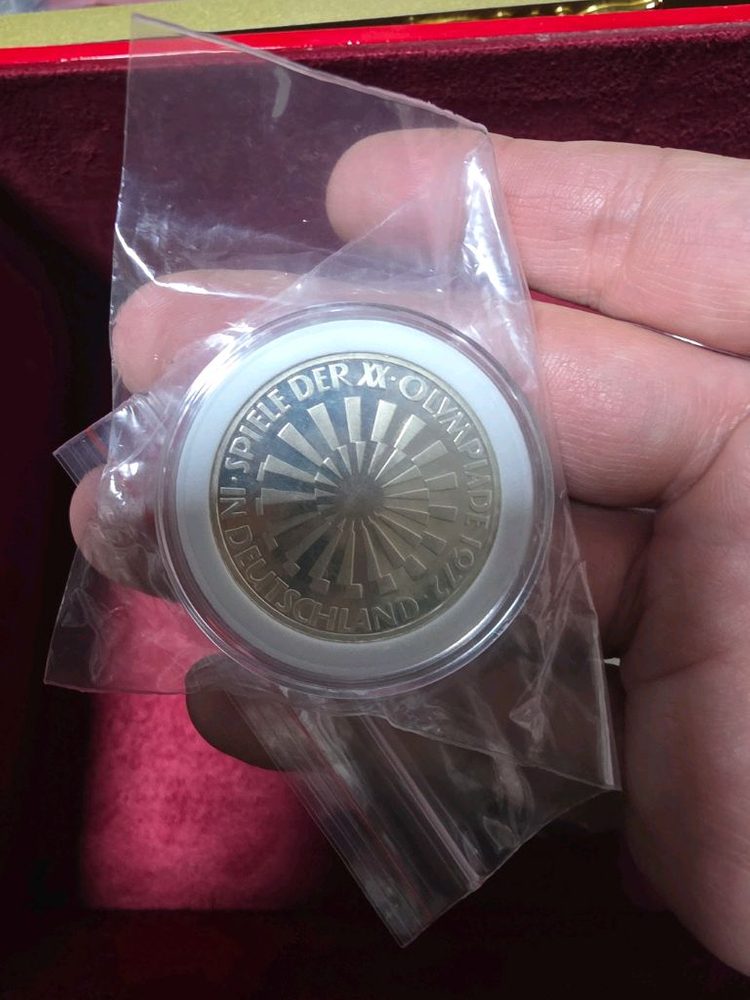 SPIELE DER XX·OLYMPIADE 1972·
IN DEUTSCHLAND